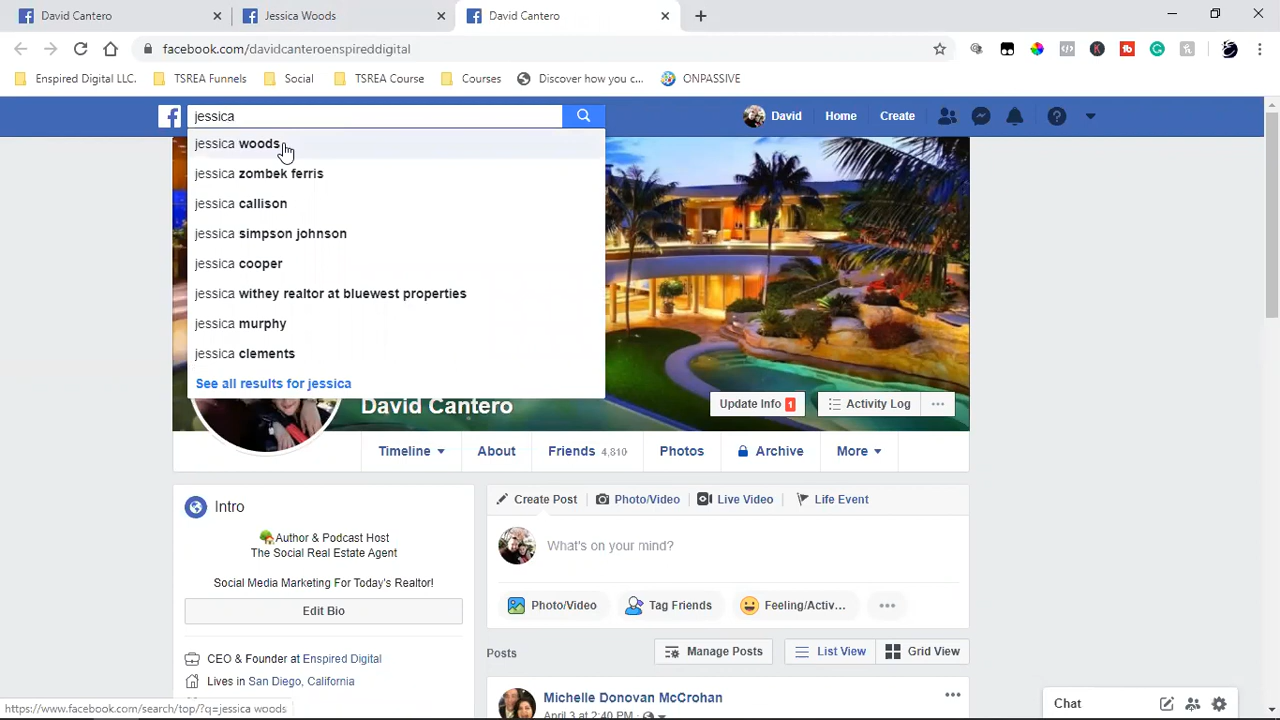 David Cantero
Jessica Woods
David Cantero
facebook.com/davidcanteroenspireddigital
Enspired Digital LLC.
TSREA Funnels
Social
TSREA Course
Courses
Discover how you c...
ONPASSIVE
jessica
David
Home
Create
jessica woods
jessica zombek ferris
jessica callison
jessica simpson johnson
jessica cooper
jessica withey realtor at bluewest properties
jessica murphy
jessica clements
See all results for jessica
David Cantero
Update Info 1
Activity Log
Timeline
About
Friends 4,810
Photos
Archive
More
Intro
Author & Podcast Host
The Social Real Estate Agent
Social Media Marketing For Today's Realtor!
Edit Bio
CEO & Founder at Enspired Digital
Lives in San Diego, California
Create Post
Photo/Video
Live Video
Life Event
What's on your mind?
Photo/Video
Tag Friends
Feeling/Activ...
Posts
Manage Posts
List View
Grid View
Michelle Donovan McCrohan
April 3 at 2:40 PM
Chat
https://www.facebook.com/search/top/?q=jessica woods